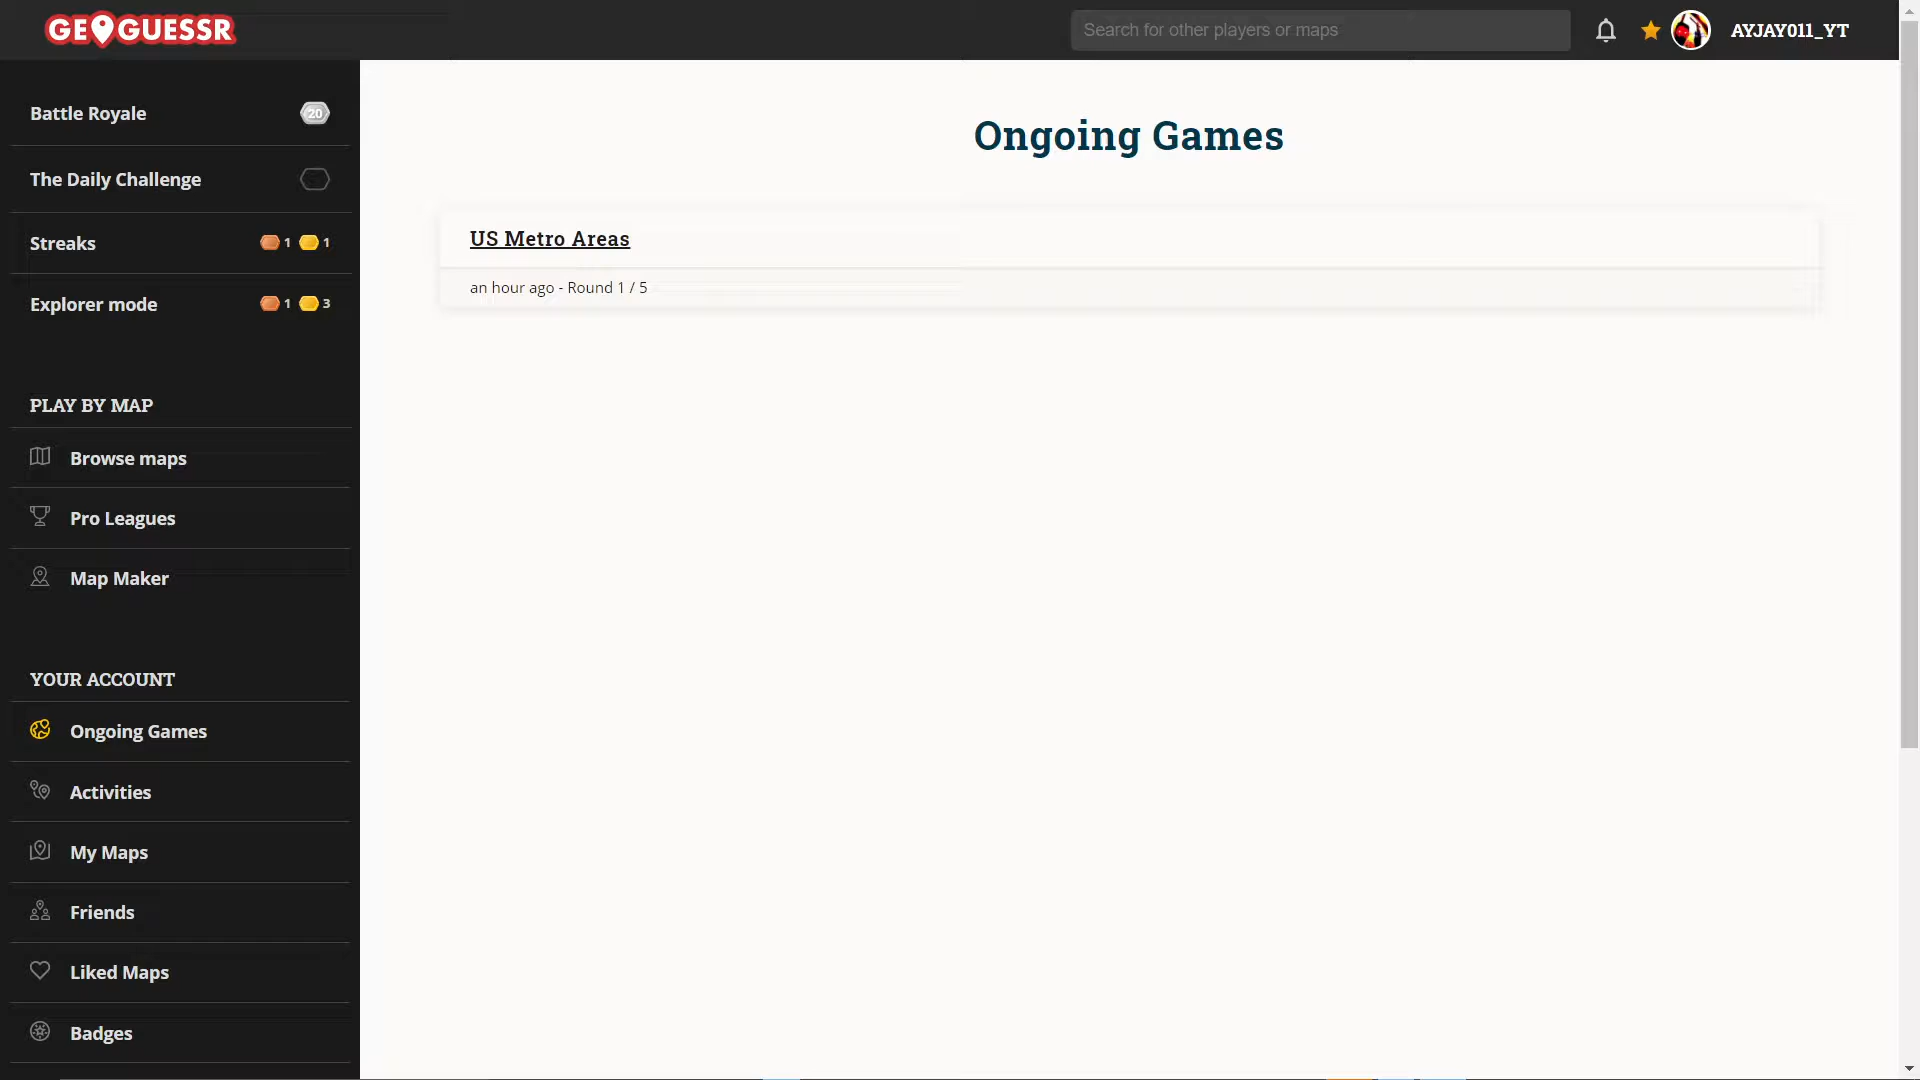 GEOGUESSR
Search for other players or maps
AYJAY011_YT
Battle Royale 20
The Daily Challenge
Streaks 1 1
Explorer mode 1 3
PLAY BY MAP
Browse maps
Pro Leagues
Map Maker
YOUR ACCOUNT
Ongoing Games
Activities
My Maps
Friends
Liked Maps
Badges
Ongoing Games
US Metro Areas
an hour ago - Round 1 / 5